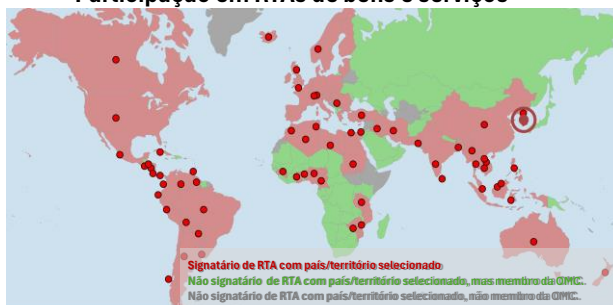 Participação em RTAs de bens e serviços
Signatário de RTA com país/território selecionado
Não signatário de RTA com país/território selecionado, mas membro da OMC.
Não signatário de RTA com país/território selecionado, não membro da OMC.